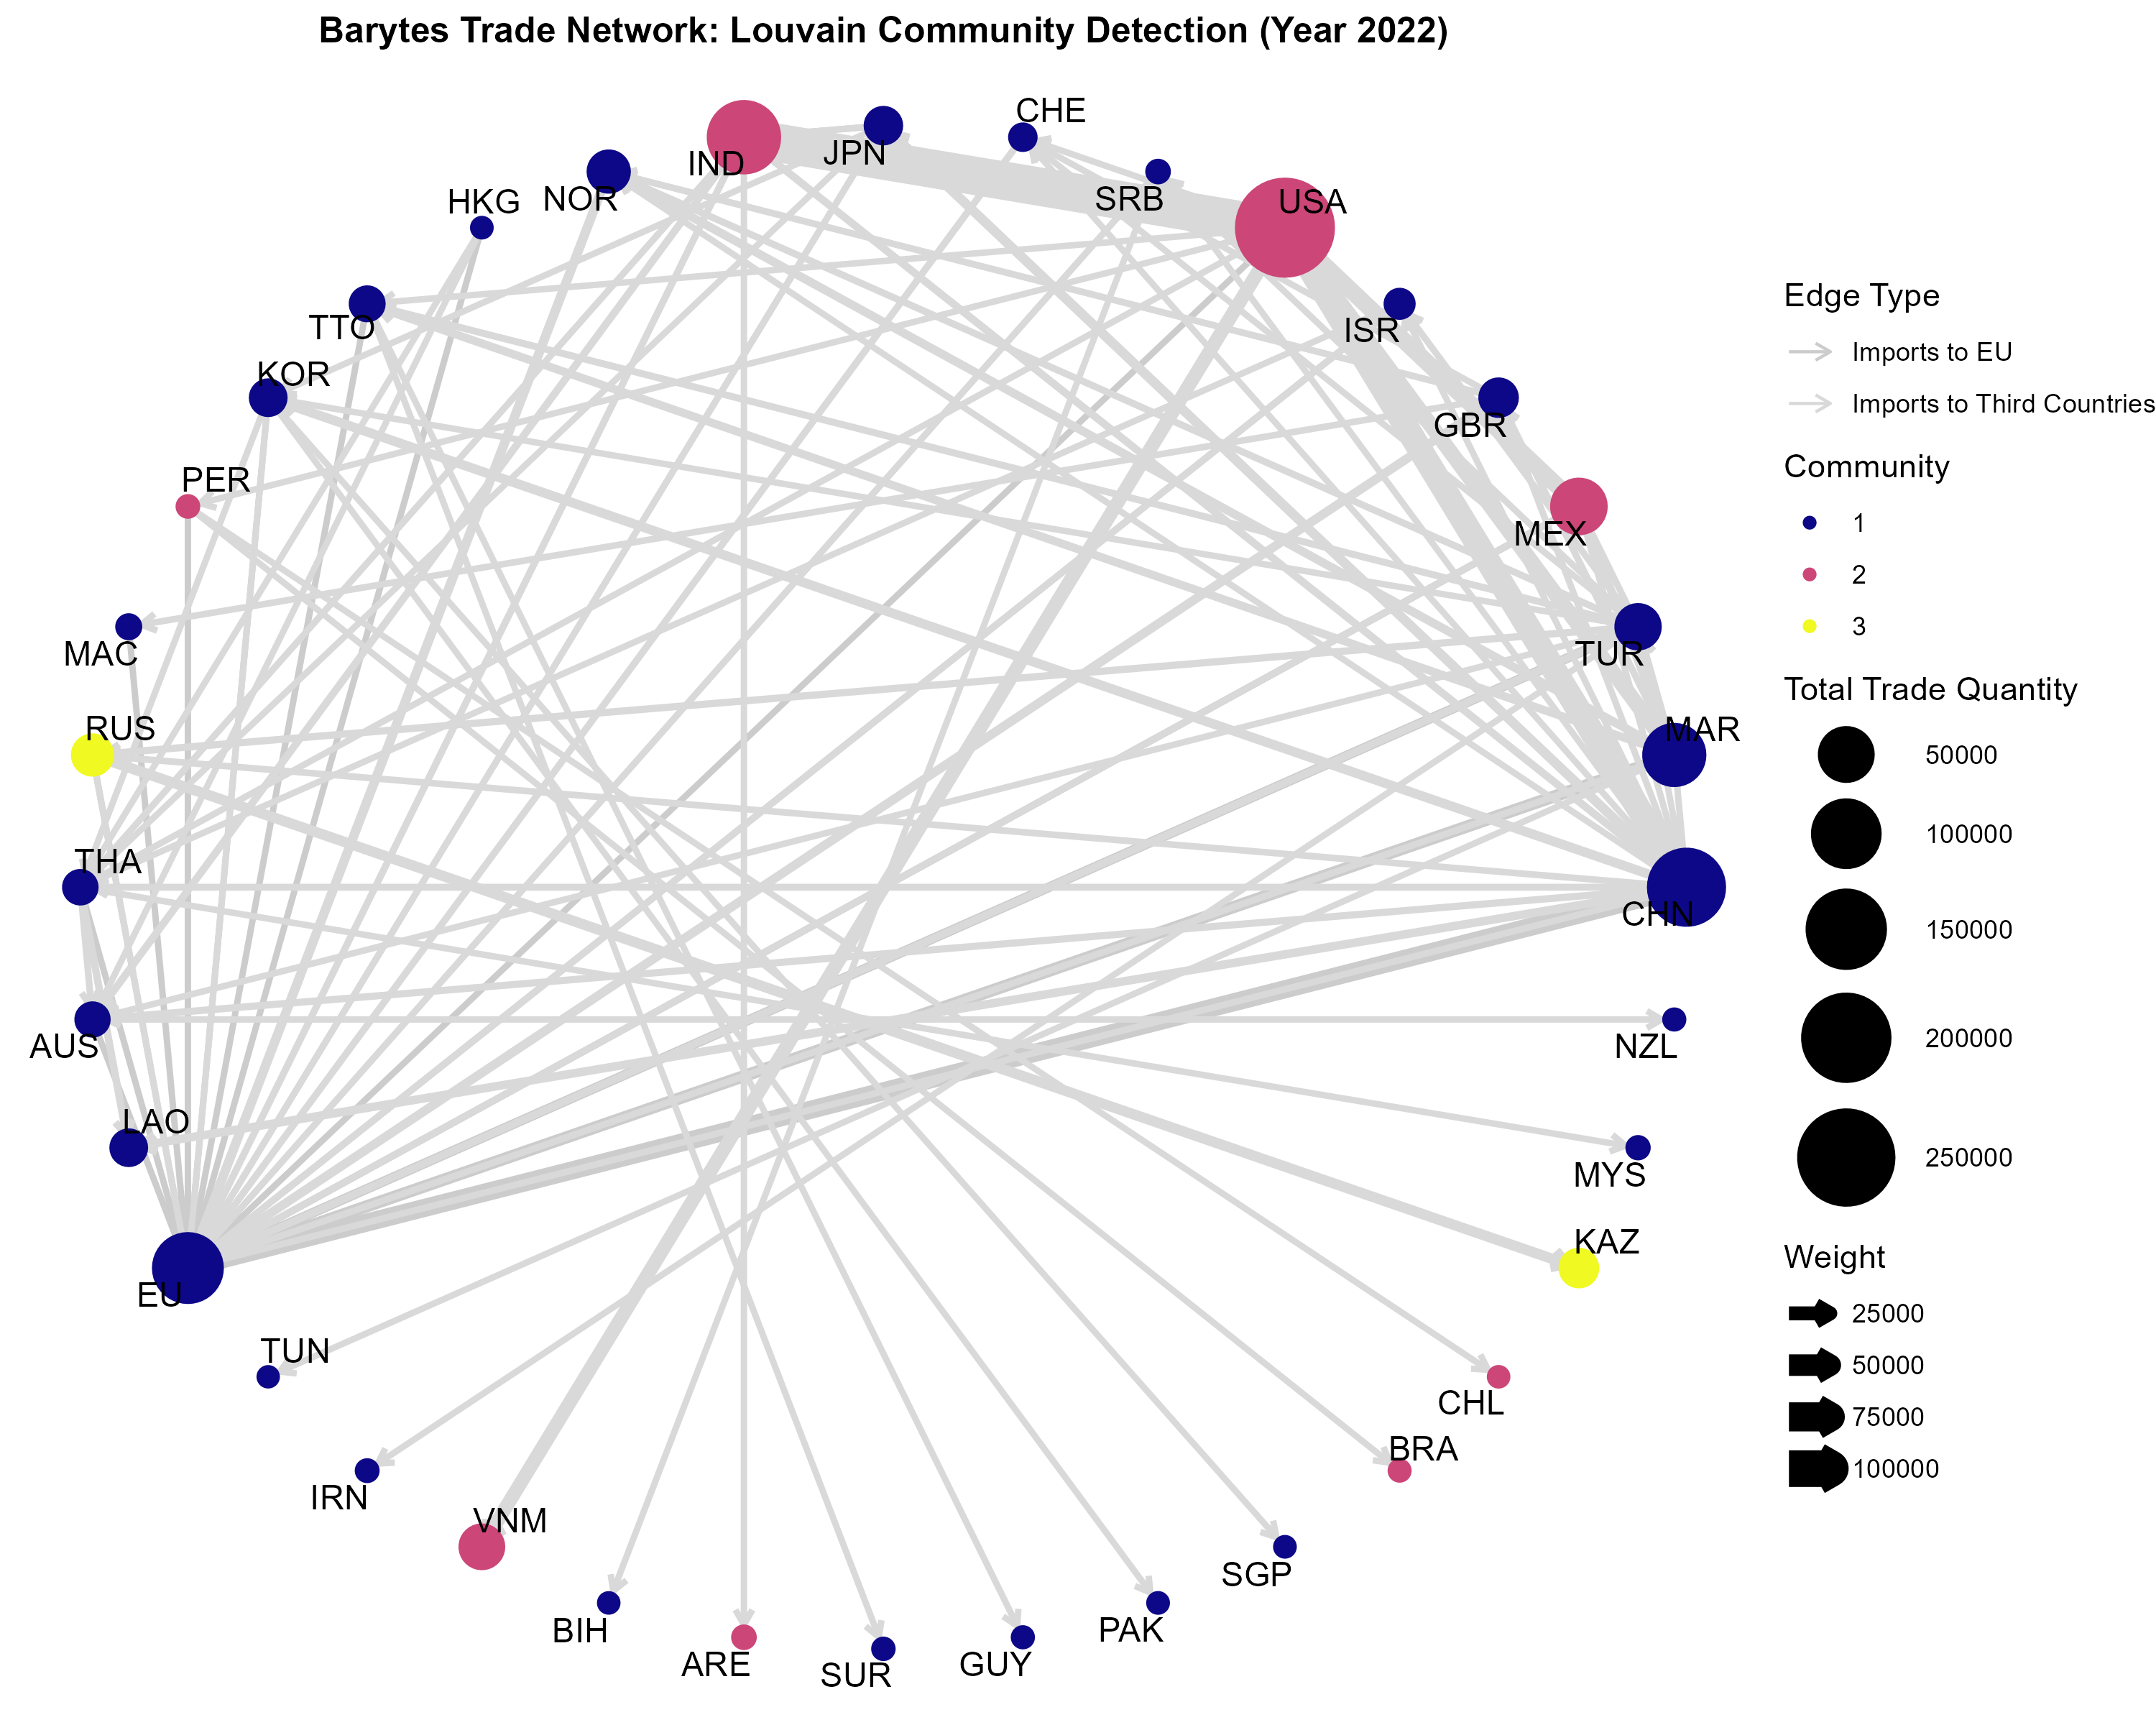 Barytes Trade Network: Louvain Community Detection (Year 2022)
CHE
IND
JPN
SRB
NOR
HKG
USA
TTO
ISR
KOR
GBR
PER
MEX
MAC
TUR
RUS
MAR
THA
CHN
AUS
NZL
LAO
MYS
KAZ
EU
TUN
CHL
BRA
IRN
VNM
SGP
BIH
PAK
ARE
SUR
GUY
Edge Type
Imports to EU
Imports to Third Countries
Community
1
2
3
Total Trade Quantity
50000
100000
150000
200000
250000
Weight
25000
50000
75000
100000